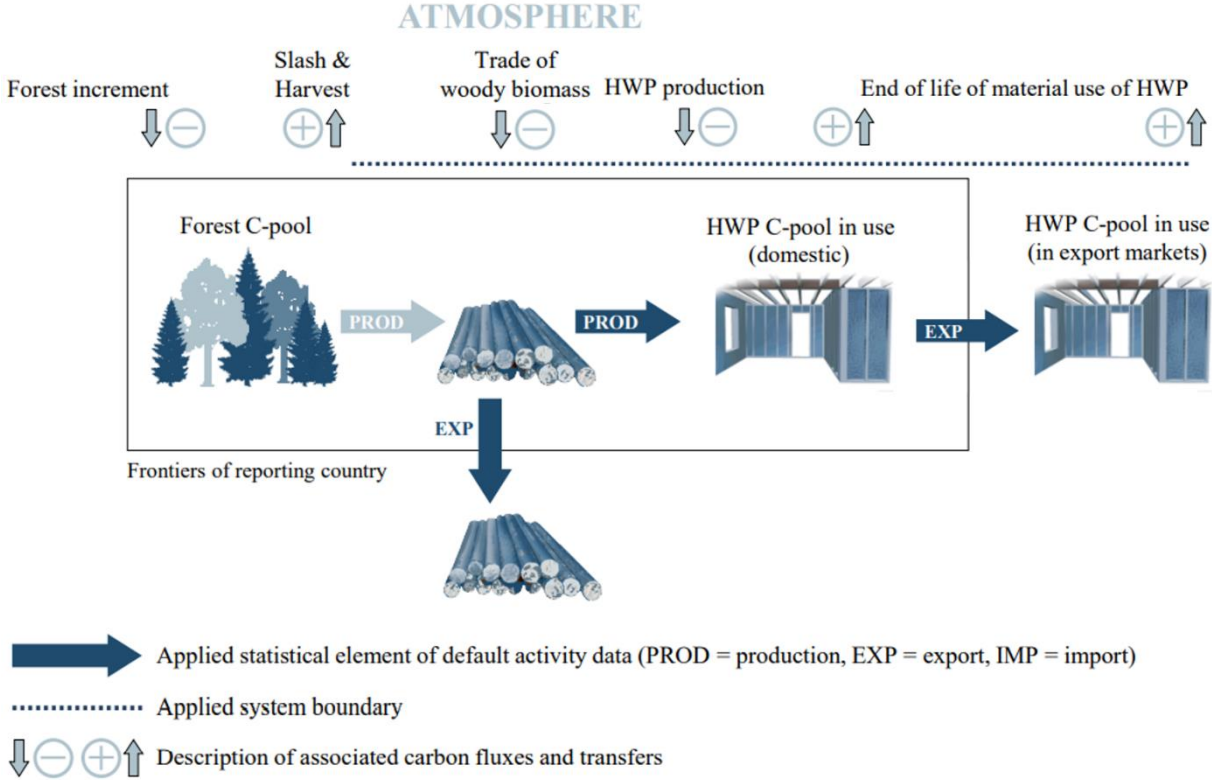 ATMOSPHERE
Forest increment
Slash &
Harvest
Trade of
woody biomass
HWP production
End of life of material use of HWP
Forest C-pool
HWP C-pool in use
(domestic)
HWP C-pool in use
(in export markets)
PROD
PROD
EXP
EXP
Frontiers of reporting country
Applied statistical element of default activity data (PROD = production, EXP = export, IMP = import)
Applied system boundary
Description of associated carbon fluxes and transfers